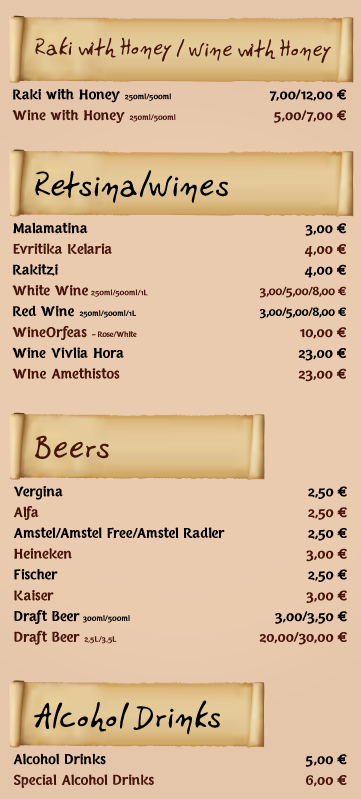 Raki with Honey / Wine with Honey
Raki with Honey 250ml/500ml 7,00/12,00 €
Wine with Honey 250ml/500ml 5,00/7,00 €
Retsina/Wines
Malamatina 3,00 €
Evritika Kelaria 4,00 €
Rakitzi 4,00 €
White Wine 250ml/500ml/1L 3,00/5,00/8,00 €
Red Wine 250ml/500ml/1L 3,00/5,00/8,00 €
WineOrfeas - Rose/White 10,00 €
Wine Vivlia Hora 23,00 €
Wine Amethistos 23,00 €
Beers
Vergina 2,50 €
Alfa 2,50 €
Amstel/Amstel Free/Amstel Radler 2,50 €
Heineken 3,00 €
Fischer 2,50 €
Kaiser 3,00 €
Draft Beer 300ml/500ml 3,00/3,50 €
Draft Beer 2,5L/3,5L 20,00/30,00 €
Alcohol Drinks
Alcohol Drinks 5,00 €
Special Alcohol Drinks 6,00 €